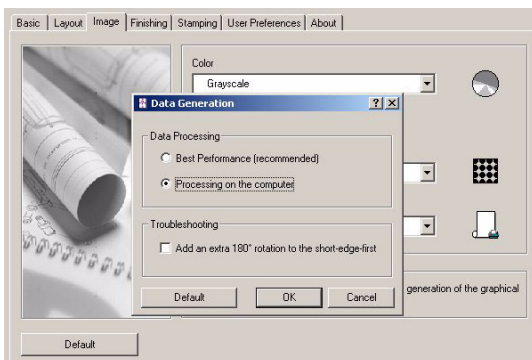 Basic Layout Image Finishing Stamping User Preferences About
Color
Grayscale
Data Generation
Data Processing
Best Performance (recommended)
Processing on the computer
Troubleshooting
Add an extra 180° rotation to the short-edge-first
generation of the graphical
Default OK Cancel
Default